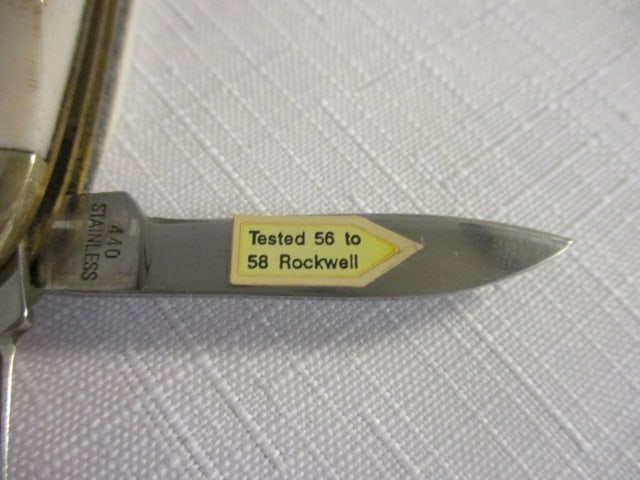 440
STAINLESS
Tested 56 to
58 Rockwell